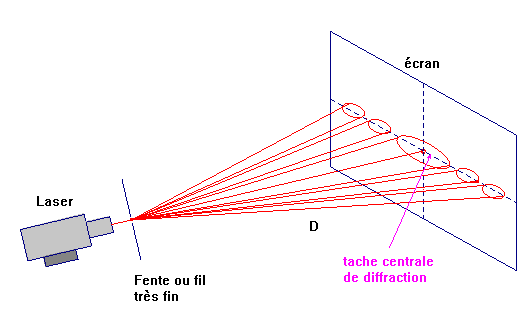 écran
Laser
D
Fente ou fil
très fin
tache centrale
de diffraction